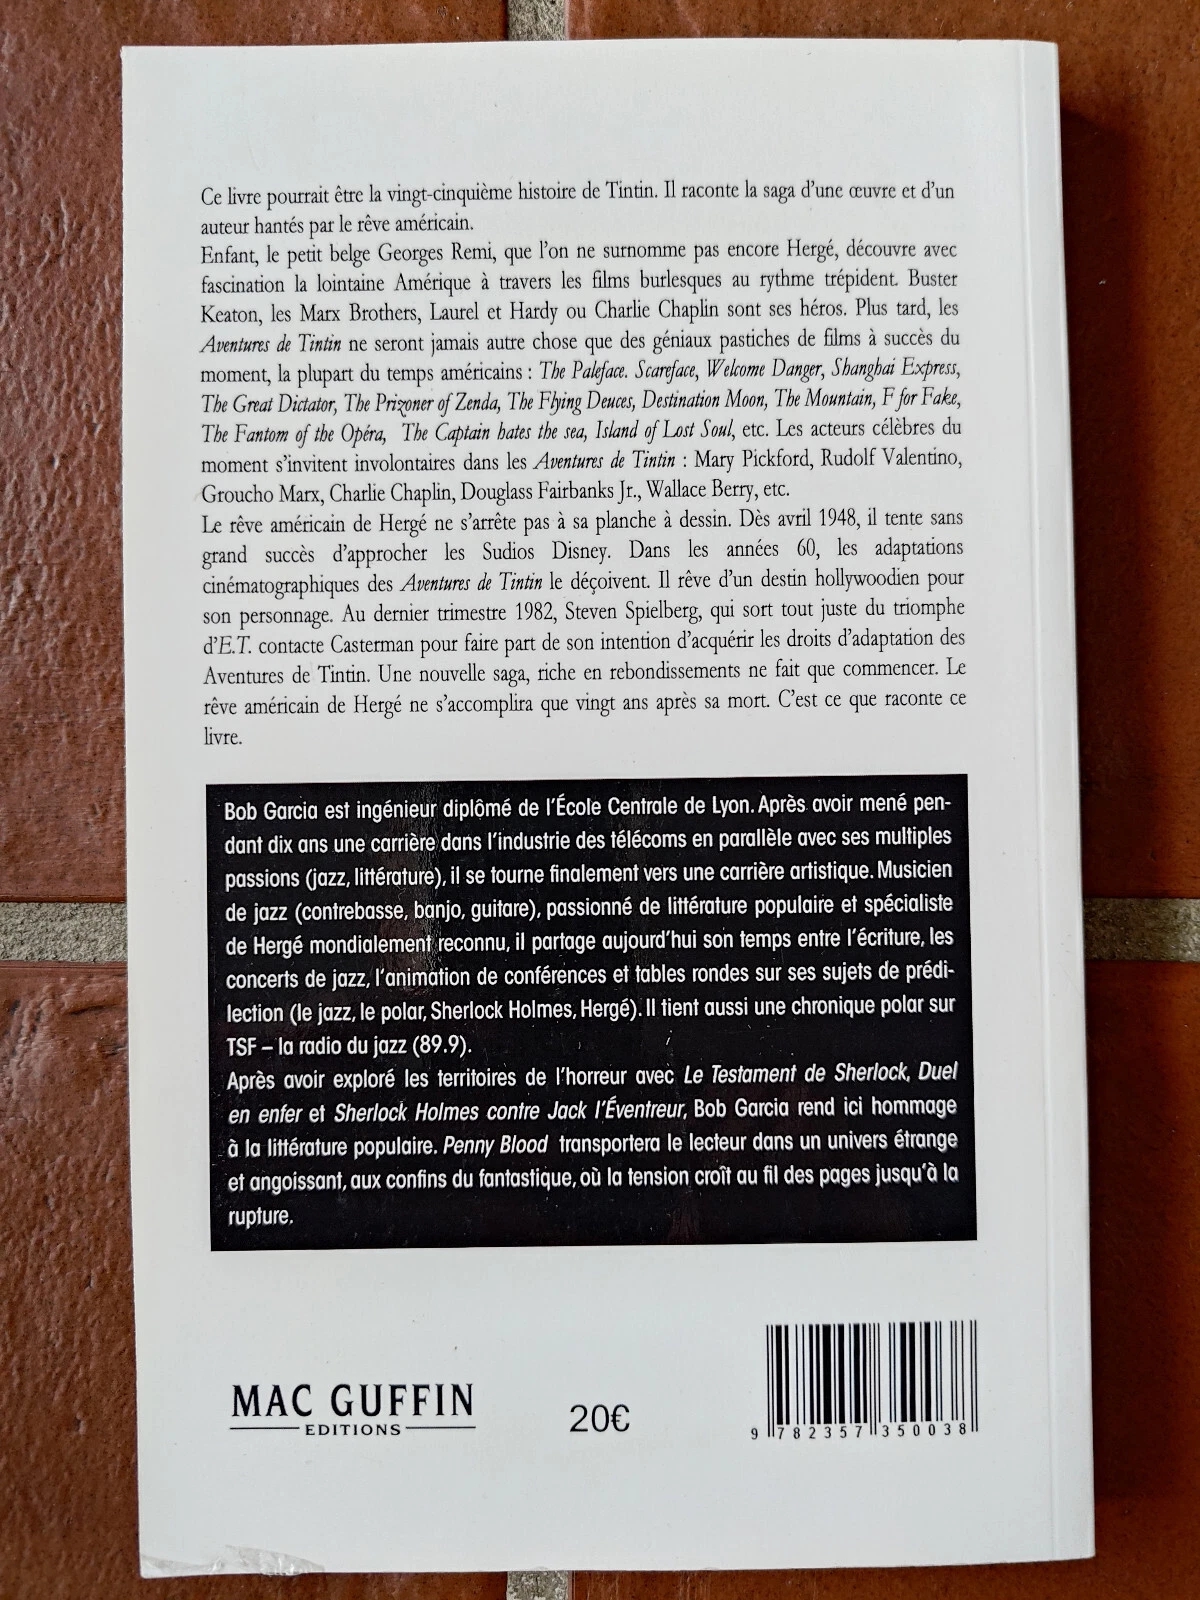 Ce livre pourrait être la vingt-cinquième histoire de Tintin. Il raconte la saga d'une œuvre et d'un
auteur hantés par le rêve américain.
Enfant, le petit belge Georges Remi, que l'on ne surnomme pas encore Hergé, découvre avec
fascination la lointaine Amérique à travers les films burlesques au rythme trépident. Buster
Keaton, les Marx Brothers, Laurel et Hardy ou Charlie Chaplin sont ses héros. Plus tard, les
Aventures de Tintin ne seront jamais autre chose que des géniaux pastiches de films à succès du
moment, la plupart du temps américains : The Paleface. Scareface, Welcome Danger, Shanghai Express,
The Great Dictator, The Prizoner of Zenda, The Flying Deuces, Destination Moon, The Mountain, F for Fake,
The Fantom of the Opéra, The Captain hates the sea, Island of Lost Soul, etc. Les acteurs célèbres du
moment s'invitent involontaires dans les Aventures de Tintin : Mary Pickford, Rudolf Valentino,
Groucho Marx, Charlie Chaplin, Douglass Fairbanks Jr., Wallace Berry, etc.
Le rêve américain de Hergé ne s'arrête pas à sa planche à dessin. Dès avril 1948, il tente sans
grand succès d'approcher les Sudios Disney. Dans les années 60, les adaptations
cinématographiques des Aventures de Tintin le déçoivent. Il rêve d'un destin hollywoodien pour
son personnage. Au dernier trimestre 1982, Steven Spielberg, qui sort tout juste du triomphe
d'E.T. contacte Casterman pour faire part de son intention d'acquérir les droits d'adaptation des
Aventures de Tintin. Une nouvelle saga, riche en rebondissements ne fait que commencer. Le
rêve américain de Hergé ne s'accomplira que vingt ans après sa mort. C'est ce que raconte ce
livre.
Bob Garcia est ingénieur diplômé de l'École Centrale de Lyon. Après avoir mené pen-
dant dix ans une carrière dans l'industrie des télécoms en parallèle avec ses multiples
passions (jazz, littérature), il se tourne finalement vers une carrière artistique. Musicien
de jazz (contrebasse, banjo, guitare), passionné de littérature populaire et spécialiste
de Hergé mondialement reconnu, il partage aujourd'hui son temps entre l'écriture, les
concerts de jazz, l'animation de conférences et tables rondes sur ses sujets de prédi-
lection (le jazz, le polar, Sherlock Holmes, Hergé). Il tient aussi une chronique polar sur
TSF – la radio du jazz (89.9).
Après avoir exploré les territoires de l'horreur avec Le Testament de Sherlock, Duel
en enfer et Sherlock Holmes contre Jack l'Éventreur, Bob Garcia rend ici hommage
à la littérature populaire. Penny Blood transportera le lecteur dans un univers étrange
et angoissant, aux confins du fantastique, où la tension croît au fil des pages jusqu'à la
rupture.
MAC GUFFIN
EDITIONS
20€
9 782357 350038